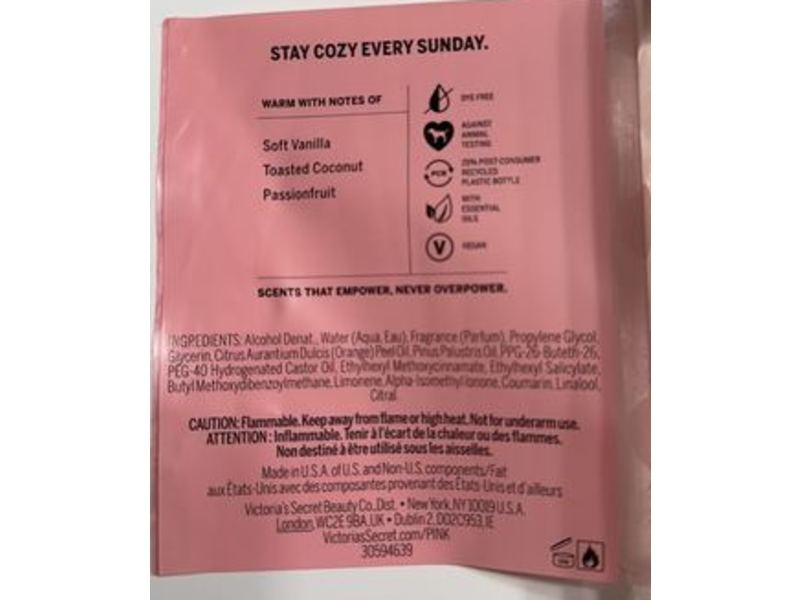 STAY COZY EVERY SUNDAY.
WARM WITH NOTES OF
Soft Vanilla
Toasted Coconut
Passionfruit
DYE FREE
AGAINST
ANIMAL
TESTING
PCR
20% POST-CONSUMER
RECYCLED
PLASTIC BOTTLE
WITH
ESSENTIAL
OILS
V
VEGAN
SCENTS THAT EMPOWER, NEVER OVERPOWER.
INGREDIENTS: Alcohol Denat., Water (Aqua, Eau), Fragrance (Parfum), Propylene Glycol,
Glycerin, Citrus Aurantium Dulcis (Orange) Peel Oil, Pinus Palustris Oil, PPG-26-Buteth-26,
PEG-40 Hydrogenated Castor Oil, Ethylhexyl Methoxycinnamate, Ethylhexyl Salicylate,
Butyl Methoxydibenzoylmethane, Limonene, Alpha-Isomethyl Ionone, Coumarin, Linalool,
Citral
CAUTION: Flammable. Keep away from flame or high heat. Not for underarm use.
ATTENTION : Inflammable. Tenir à l'écart de la chaleur ou des flammes.
Non destiné à être utilisé sous les aisselles.
Made in U.S.A. of U.S. and Non-U.S. components/Fait
aux États-Unis avec des composantes provenant des États-Unis et d'ailleurs
Victoria's Secret Beauty Co., Dist. • New York, NY 10019 U.S.A.
London, WC2E 9BA, UK • Dublin 2, D02C953, IE
VictoriasSecret.com/PINK
30594639